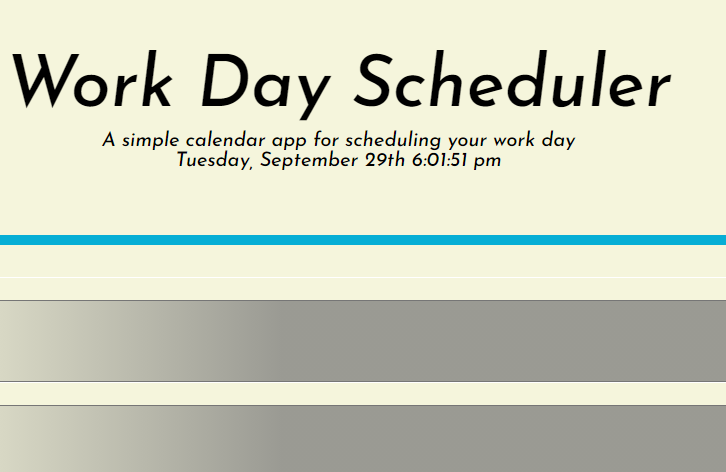 Work Day Scheduler
A simple calendar app for scheduling your work day
Tuesday, September 29th 6:01:51 pm